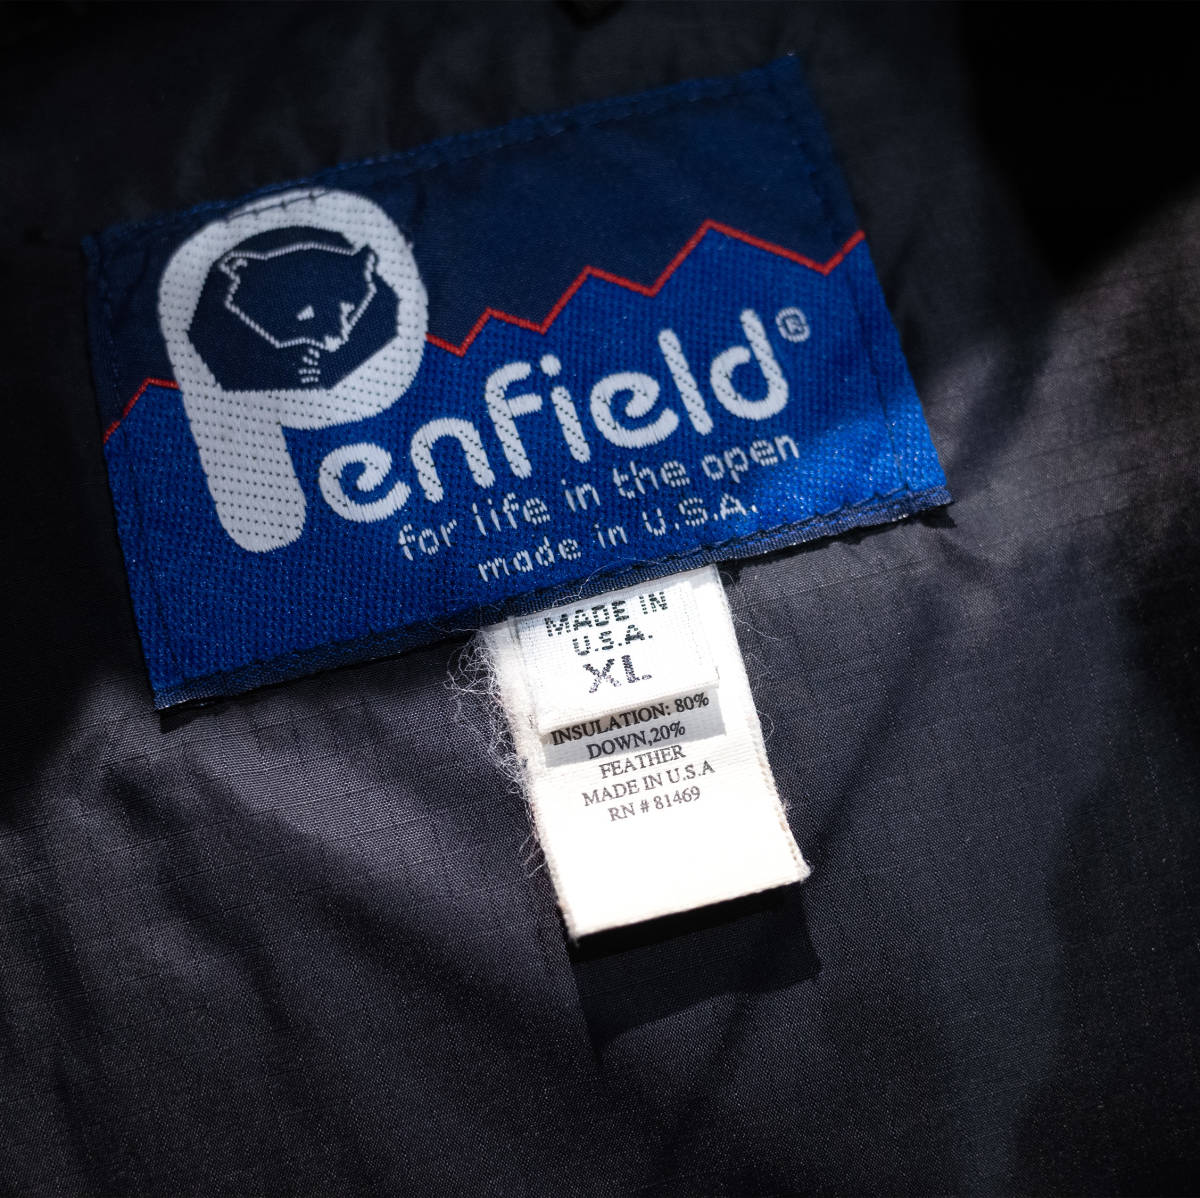 Penfield®
for life in the open
made in U.S.A.
MADE IN
U.S.A.
XL
INSULATION: 80%
DOWN,20%
FEATHER
MADE IN U.S.A
RN # 81469